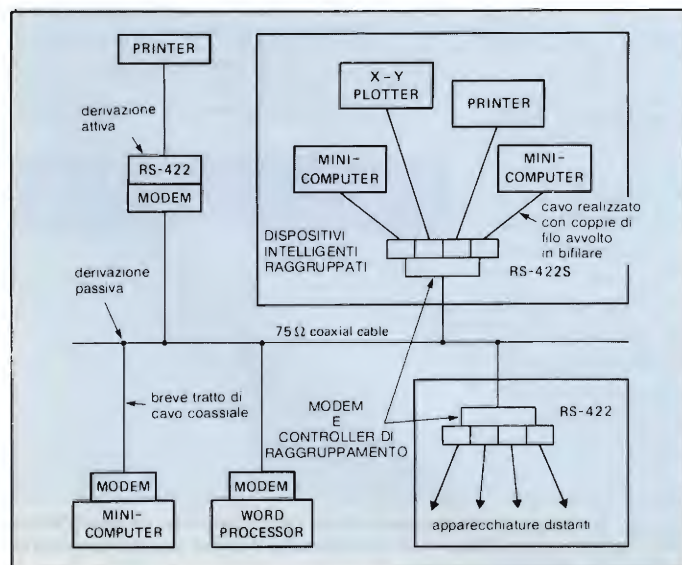 PRINTER
derivazione
attiva
RS-422
MODEM
derivazione
passiva
X-Y
PLOTTER
PRINTER
MINI-
COMPUTER
MINI-
COMPUTER
cavo realizzato
con coppie di
filo avvolto
in bifilare
DISPOSITIVI
INTELLIGENTI
RAGGRUPPATI
RS-422S
75 Ω coaxial cable
breve tratto di
cavo coassiale
MODEM
E
CONTROLLER DI
RAGGRUPPAMENTO
RS-422
MODEM
MINI-
COMPUTER
MODEM
WORD
PROCESSOR
apparecchiature distanti